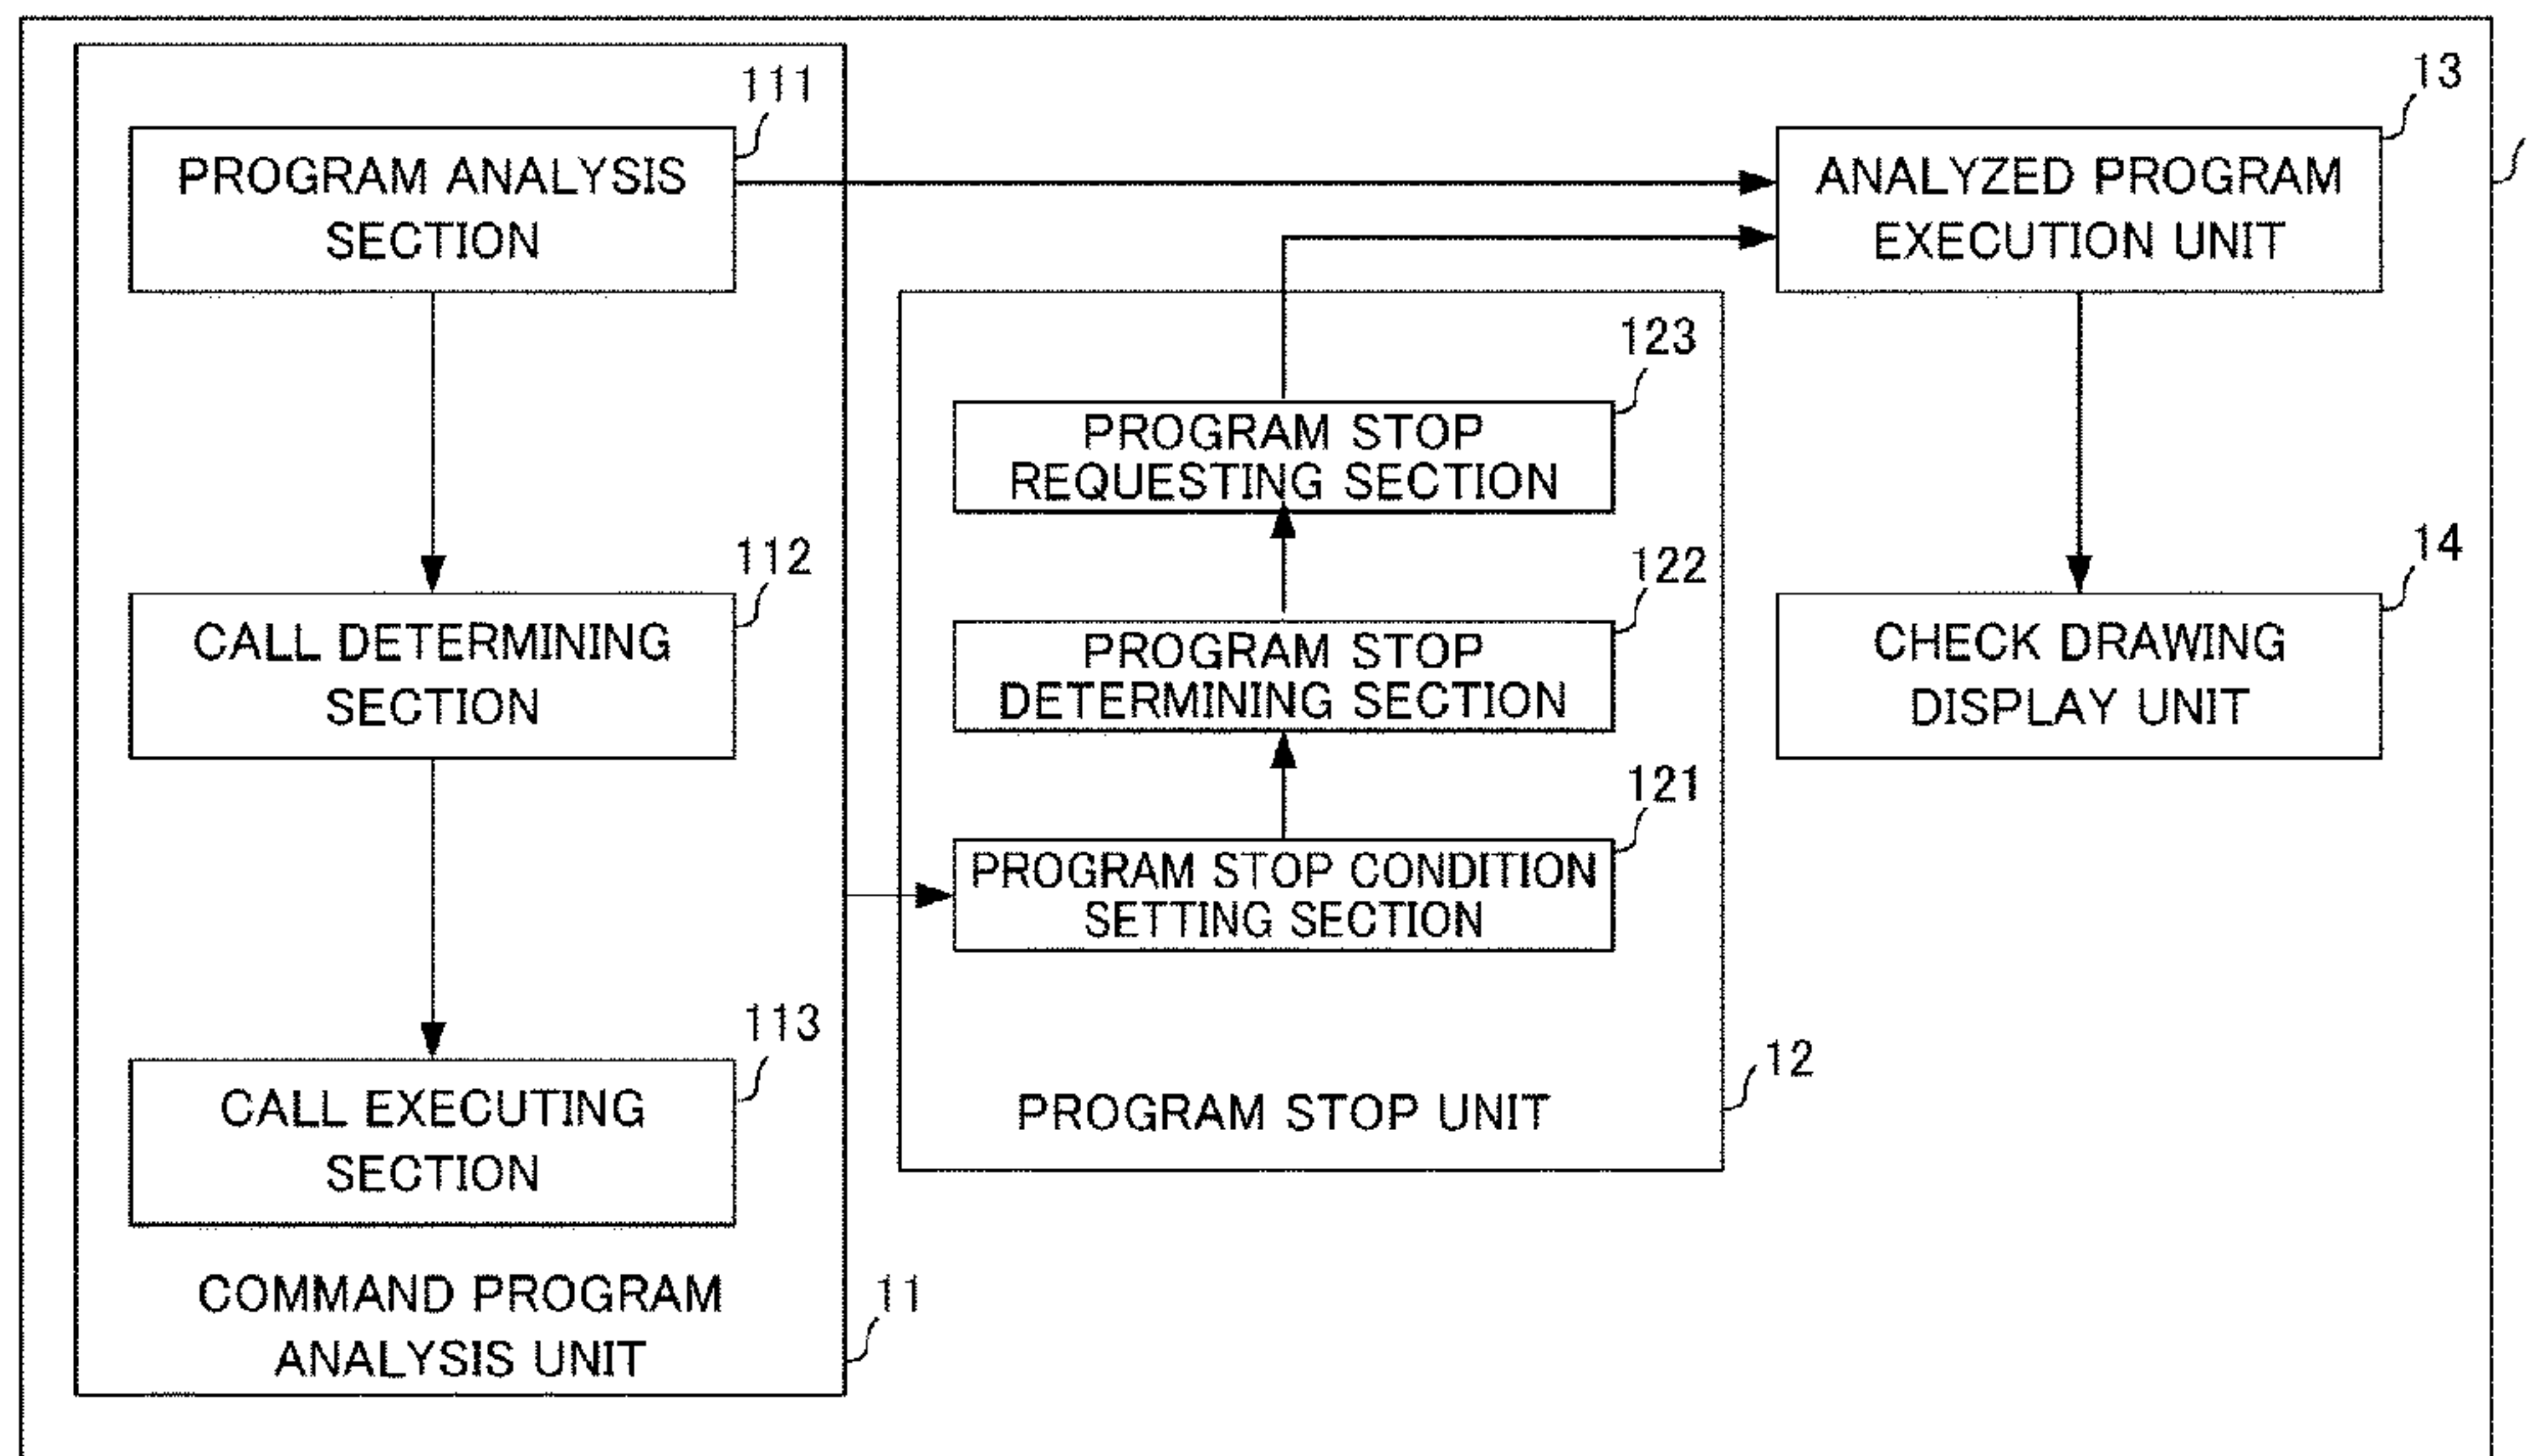 111
PROGRAM ANALYSIS
SECTION
112
CALL DETERMINING
SECTION
113
CALL EXECUTING
SECTION
COMMAND PROGRAM
ANALYSIS UNIT
11
123
PROGRAM STOP
REQUESTING SECTION
122
PROGRAM STOP
DETERMINING SECTION
121
PROGRAM STOP CONDITION
SETTING SECTION
PROGRAM STOP UNIT
12
13
ANALYZED PROGRAM
EXECUTION UNIT
14
CHECK DRAWING
DISPLAY UNIT